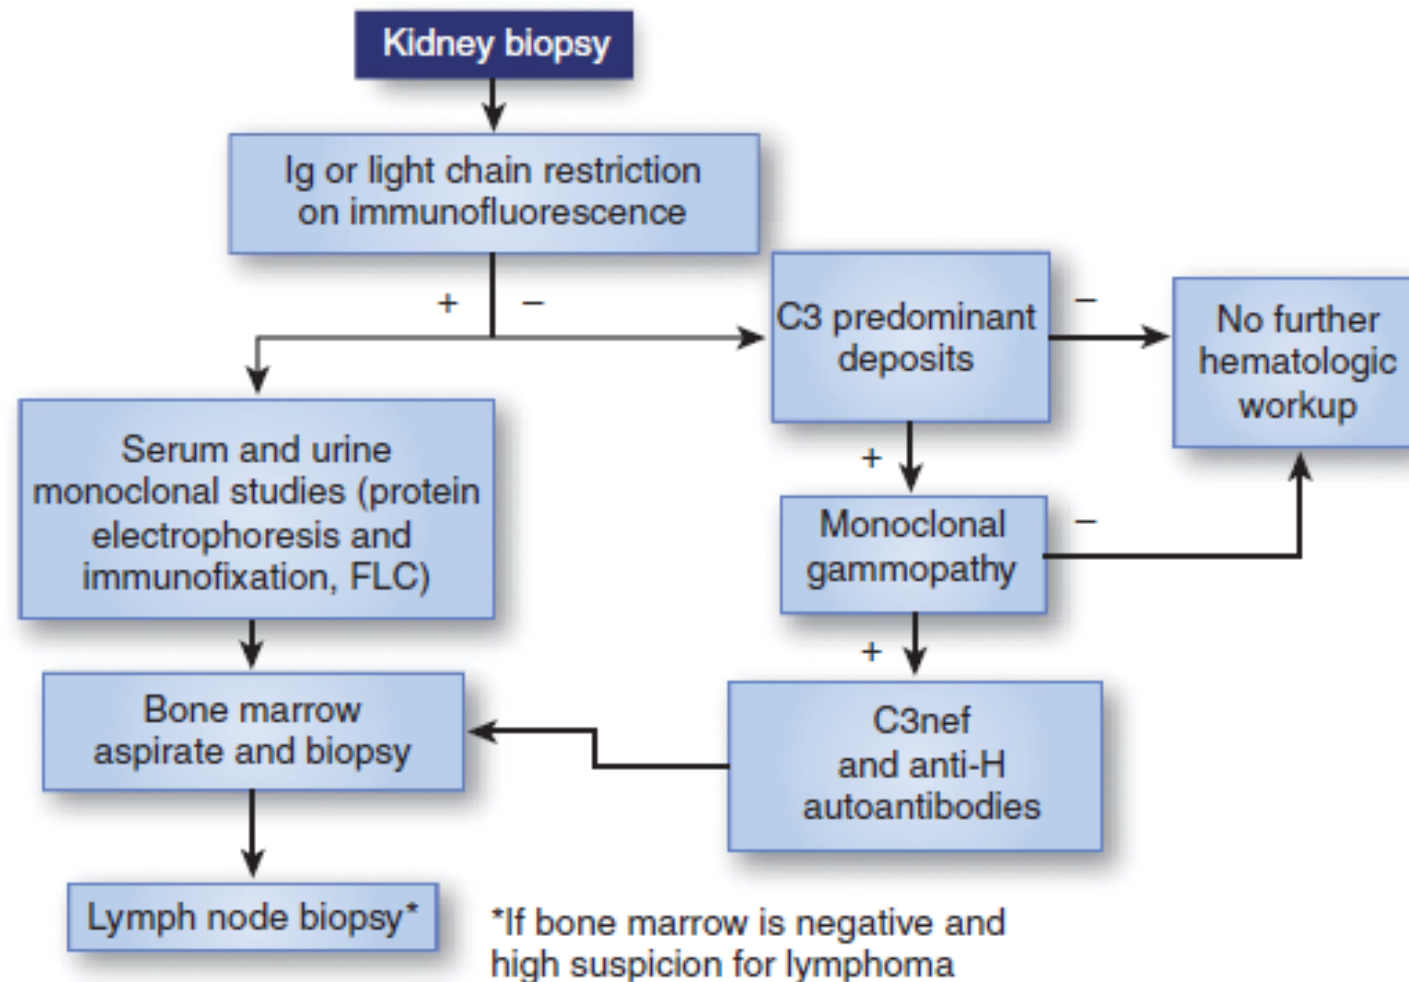 Kidney biopsy
Ig or light chain restriction
on immunofluorescence
+
–
C3 predominant
deposits
–
No further
hematologic
workup
Serum and urine
monoclonal studies (protein
electrophoresis and
immunofixation, FLC)
+
Monoclonal
gammopathy
–
+
Bone marrow
aspirate and biopsy
C3nef
and anti-H
autoantibodies
Lymph node biopsy*
*If bone marrow is negative and
high suspicion for lymphoma